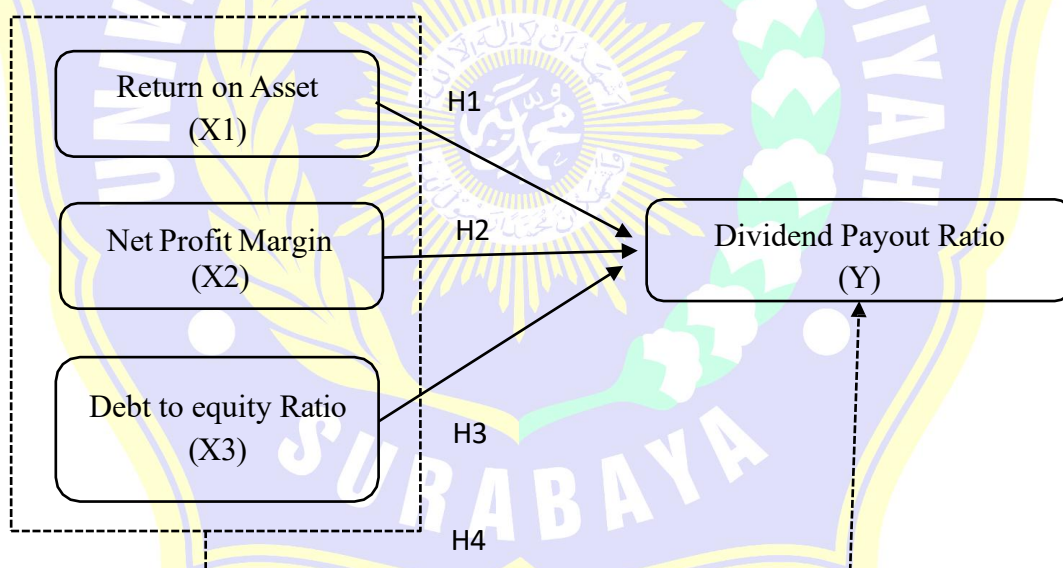 Return on Asset
(X1)
H1
Net Profit Margin
(X2)
H2
Dividend Payout Ratio
(Y)
Debt to equity Ratio
(X3)
H3
H4
SURABAYA